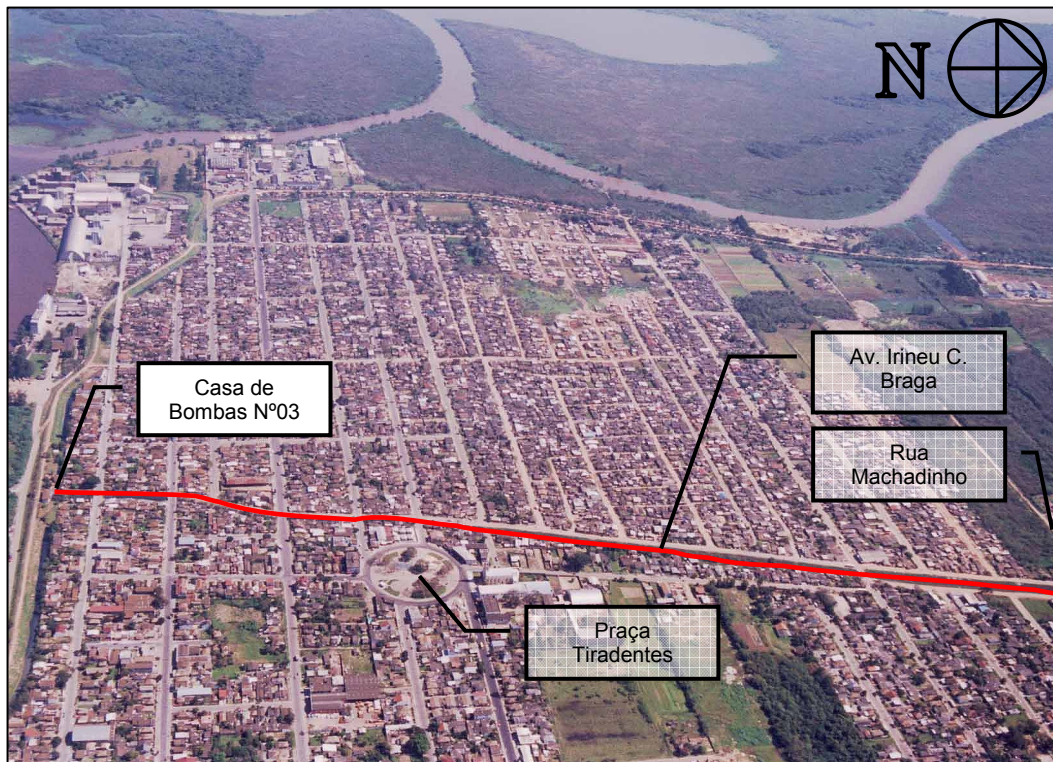 N
Casa de
Bombas Nº03
Av. Irineu C.
Braga
Rua
Machadinho
Praça
Tiradentes